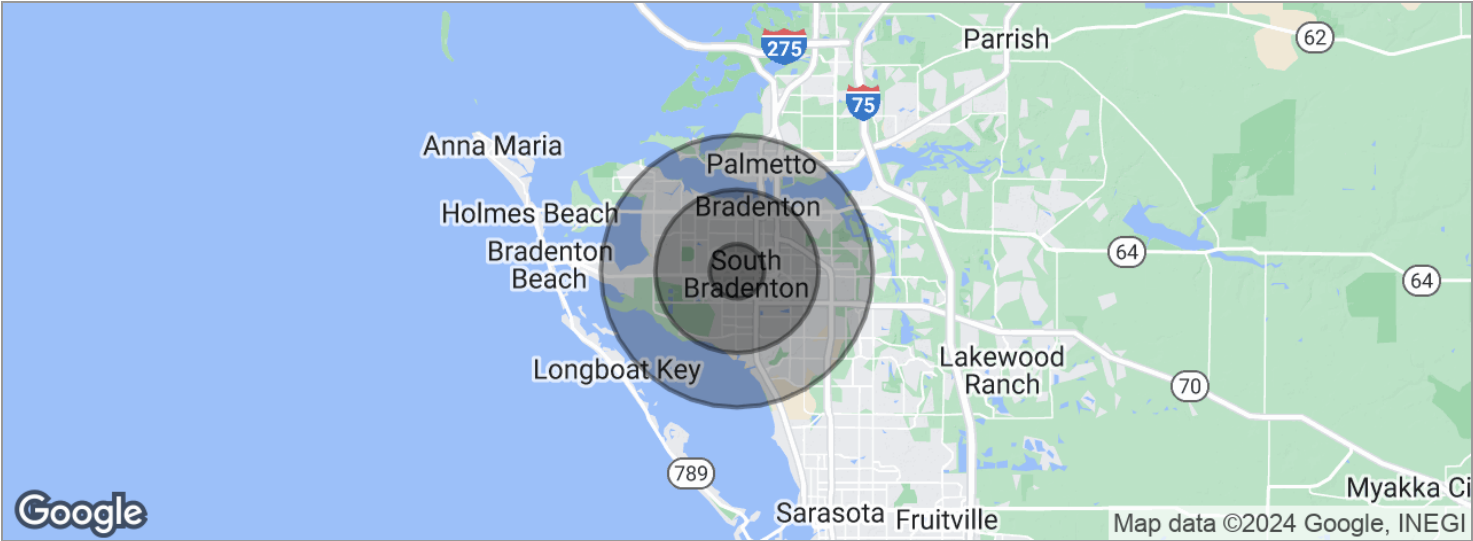 275
Parrish
62
75
Anna Maria
Palmetto
Holmes Beach
Bradenton
Bradenton
Beach
South
Bradenton
64
64
Longboat Key
Lakewood
Ranch
70
789
Myakka Ci
Google
Sarasota
Fruitville
Map data ©2024 Google, INEGI